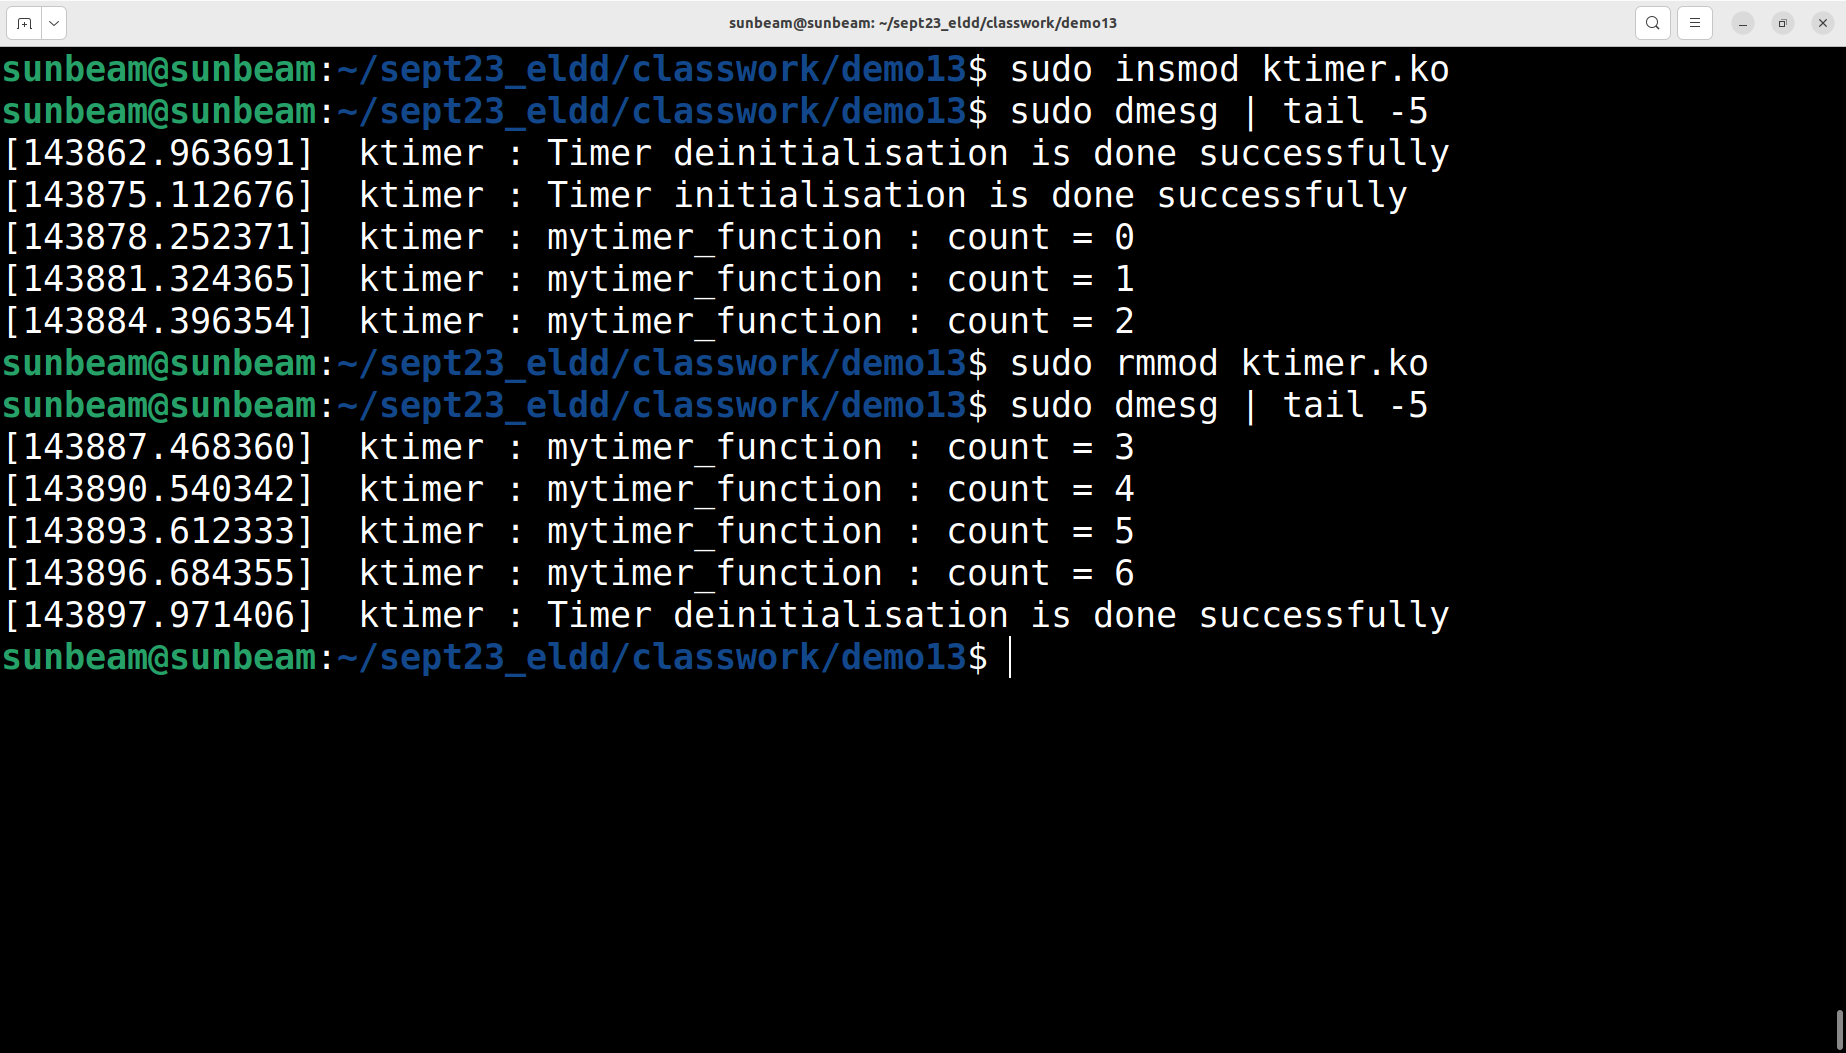 sunbeam@sunbeam: ~/sept23_eldd/classwork/demo13
sunbeam@sunbeam:~/sept23_eldd/classwork/demo13$ sudo insmod ktimer.ko
sunbeam@sunbeam:~/sept23_eldd/classwork/demo13$ sudo dmesg | tail -5
[143862.963691]  ktimer : Timer deinitialisation is done successfully
[143875.112676]  ktimer : Timer initialisation is done successfully
[143878.252371]  ktimer : mytimer_function : count = 0
[143881.324365]  ktimer : mytimer_function : count = 1
[143884.396354]  ktimer : mytimer_function : count = 2
sunbeam@sunbeam:~/sept23_eldd/classwork/demo13$ sudo rmmod ktimer.ko
sunbeam@sunbeam:~/sept23_eldd/classwork/demo13$ sudo dmesg | tail -5
[143887.468360]  ktimer : mytimer_function : count = 3
[143890.540342]  ktimer : mytimer_function : count = 4
[143893.612333]  ktimer : mytimer_function : count = 5
[143896.684355]  ktimer : mytimer_function : count = 6
[143897.971406]  ktimer : Timer deinitialisation is done successfully
sunbeam@sunbeam:~/sept23_eldd/classwork/demo13$